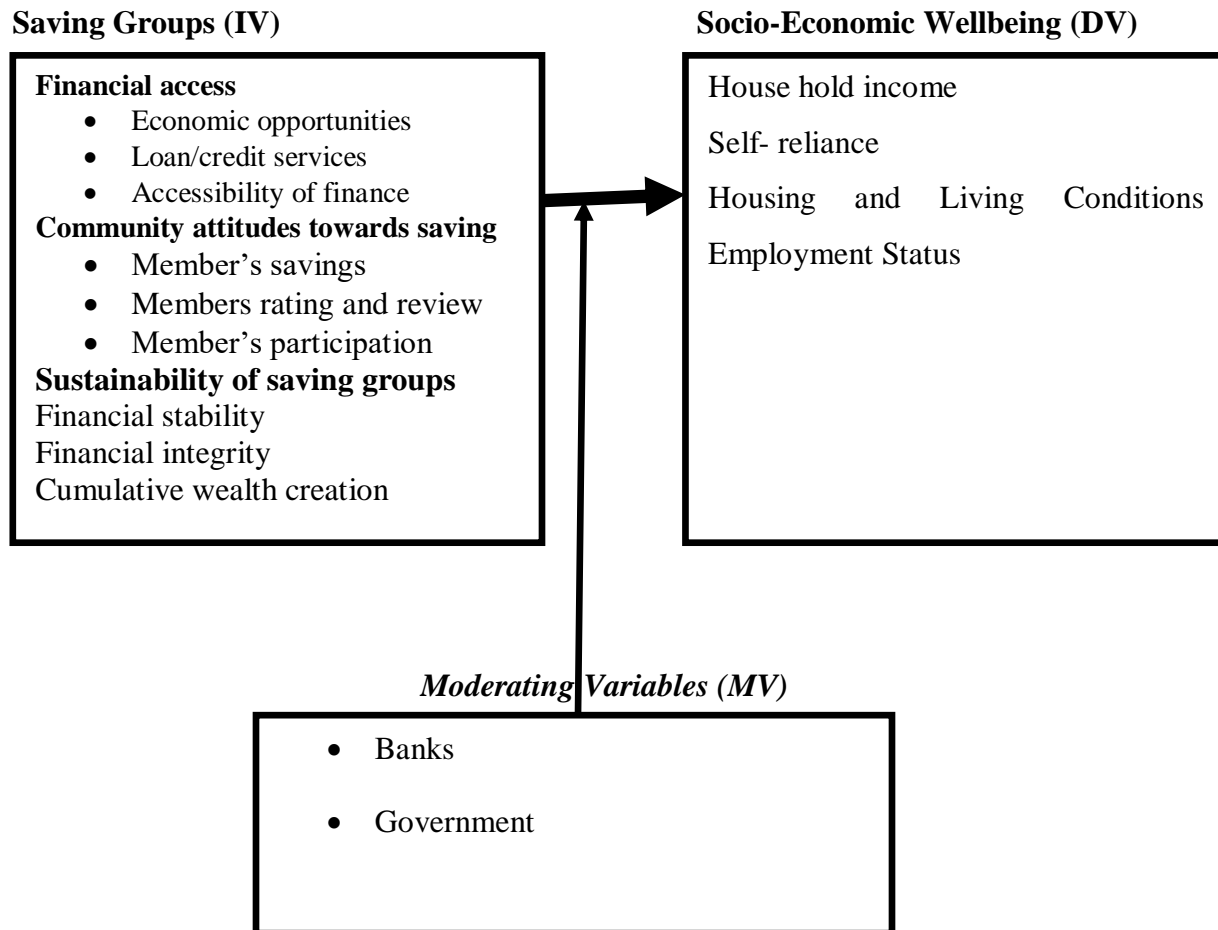 Saving Groups (IV)
Financial access
• Economic opportunities
• Loan/credit services
• Accessibility of finance
Community attitudes towards saving
• Member’s savings
• Members rating and review
• Member’s participation
Sustainability of saving groups
Financial stability
Financial integrity
Cumulative wealth creation
Socio-Economic Wellbeing (DV)
House hold income
Self- reliance
Housing and Living Conditions
Employment Status
Moderating Variables (MV)
• Banks
• Government